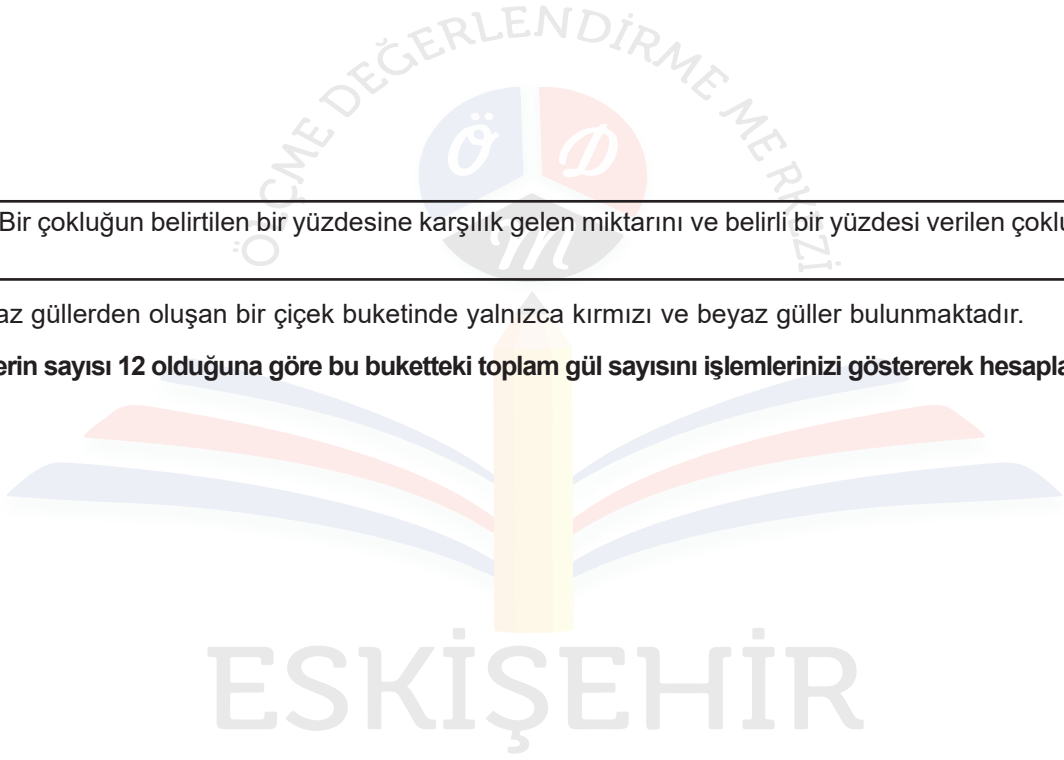 ÖLÇME DEĞERLENDİRME MERKEZİ
Ö D
M
Bir çokluğun belirtilen bir yüzdesine karşılık gelen miktarını ve belirli bir yüzdesi verilen çoklu
az güllerden oluşan bir çiçek buketinde yalnızca kırmızı ve beyaz güller bulunmaktadır.
erin sayısı 12 olduğuna göre bu buketteki toplam gül sayısını işlemlerinizi göstererek hesapla
ESKİŞEHİR